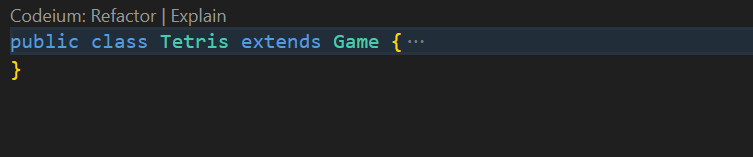 Codeium: Refactor | Explain
public class Tetris extends Game {···
}